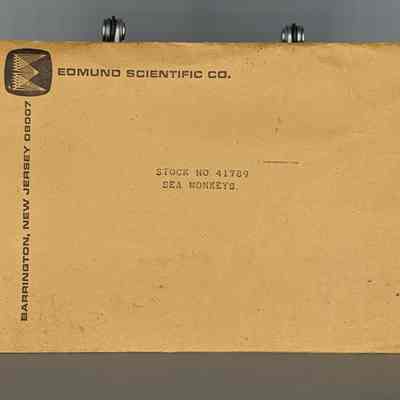 EDMUND SCIENTIFIC CO.
BARRINGTON, NEW JERSEY 08007
STOCK NO. 41789
SEA MONKEYS.